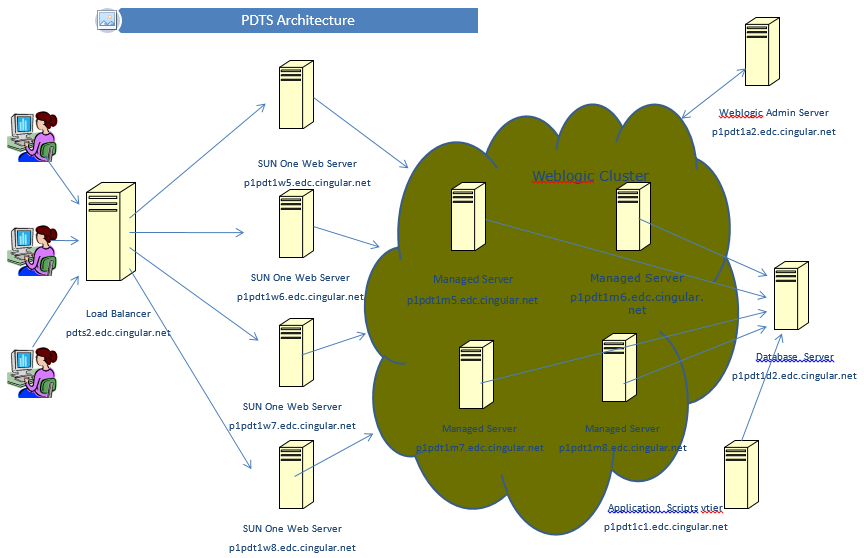 PDTS Architecture
Weblogic Admin Server
p1pdt1a2.edc.cingular.net
SUN One Web Server
p1pdt1w5.edc.cingular.net
Weblogic Cluster
SUN One Web Server
p1pdt1w6.edc.cingular.net
Managed Server
p1pdt1m5.edc.cingular.net
Managed Server
p1pdt1m6.edc.cingular.
net
Load Balancer
pdts2.edc.cingular.net
Database Server
p1pdt1d2.edc.cingular.net
SUN One Web Server
p1pdt1w7.edc.cingular.net
Managed Server
p1pdt1m7.edc.cingular.net
Managed Server
p1pdt1m8.edc.cingular.net
Application Scripts vtier
p1pdt1c1.edc.cingular.net
SUN One Web Server
p1pdt1w8.edc.cingular.net